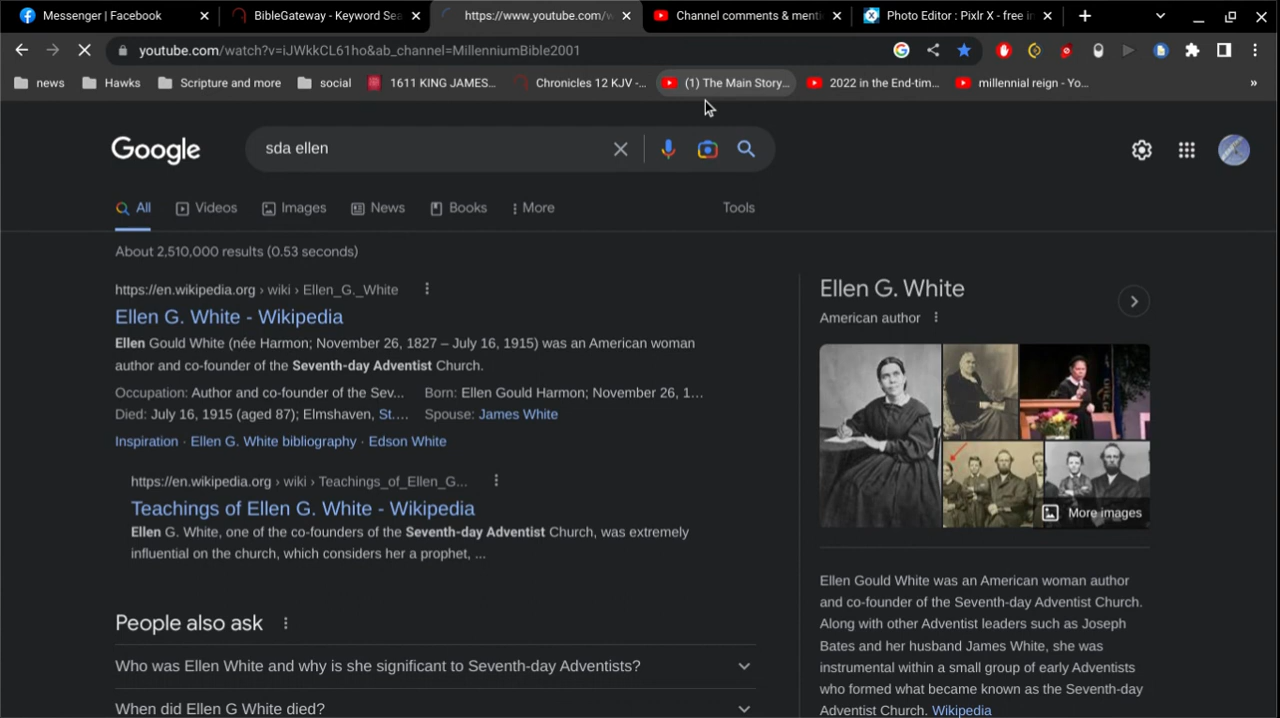 Messenger | Facebook
BibleGateway - Keyword Sea
https://www.youtube.com/w
Channel comments & menti
Photo Editor : Pixlr X - free i
youtube.com/watch?v=iJWkkCL61ho&ab_channel=MillenniumBible2001
news
Hawks
Scripture and more
social
1611 KING JAMES...
Chronicles 12 KJV -...
(1) The Main Story...
2022 in the End-tim...
millennial reign - Yo...
»
Google
sda ellen
All
Videos
Images
News
Books
More
Tools
About 2,510,000 results (0.53 seconds)
https://en.wikipedia.org › wiki › Ellen_G._White
Ellen G. White - Wikipedia
Ellen Gould White (née Harmon; November 26, 1827 – July 16, 1915) was an American woman
author and co-founder of the Seventh-day Adventist Church.
Occupation: Author and co-founder of the Sev...
Born: Ellen Gould Harmon; November 26, 1...
Died: July 16, 1915 (aged 87); Elmshaven, St....
Spouse: James White
Inspiration · Ellen G. White bibliography · Edson White
https://en.wikipedia.org › wiki › Teachings_of_Ellen_G...
Teachings of Ellen G. White - Wikipedia
Ellen G. White, one of the co-founders of the Seventh-day Adventist Church, was extremely
influential on the church, which considers her a prophet, ...
People also ask
Who was Ellen White and why is she significant to Seventh-day Adventists?
When did Ellen G White died?
Ellen G. White
American author
More images
Ellen Gould White was an American woman author
and co-founder of the Seventh-day Adventist Church.
Along with other Adventist leaders such as Joseph
Bates and her husband James White, she was
instrumental within a small group of early Adventists
who formed what became known as the Seventh-day
Adventist Church. Wikipedia